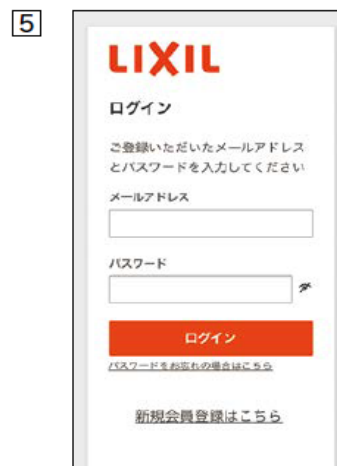 5
LIXIL
ログイン
ご登録いただいたメールアドレス
とパスワードを入力してください
メールアドレス
パスワード
ログイン
パスワードをお忘れの場合はこちら
新規会員登録はこちら